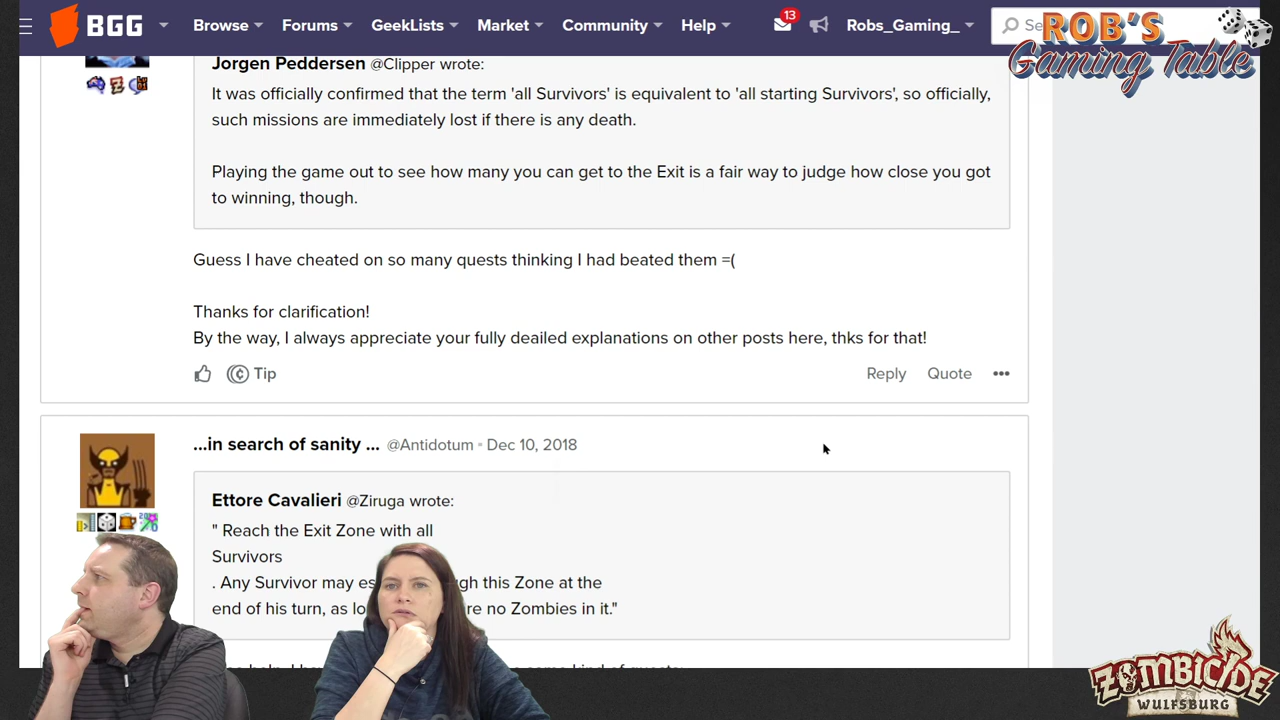 BGG Browse Forums GeekLists Market Community Help 13 Robs_Gaming_
ROB'S
Gaming Table
Jorgen Peddersen @Clipper wrote:
It was officially confirmed that the term 'all Survivors' is equivalent to 'all starting Survivors', so officially,
such missions are immediately lost if there is any death.
Playing the game out to see how many you can get to the Exit is a fair way to judge how close you got
to winning, though.
Guess I have cheated on so many quests thinking I had beated them =(
Thanks for clarification!
By the way, I always appreciate your fully deailed explanations on other posts here, thks for that!
Tip Reply Quote
...in search of sanity ... @Antidotum • Dec 10, 2018
Ettore Cavalieri @Ziruga wrote:
" Reach the Exit Zone with all
Survivors
. Any Survivor may this Zone at the
end of his turn, as no Zombies in it."
ZOMBICIDE
WULFSBURG